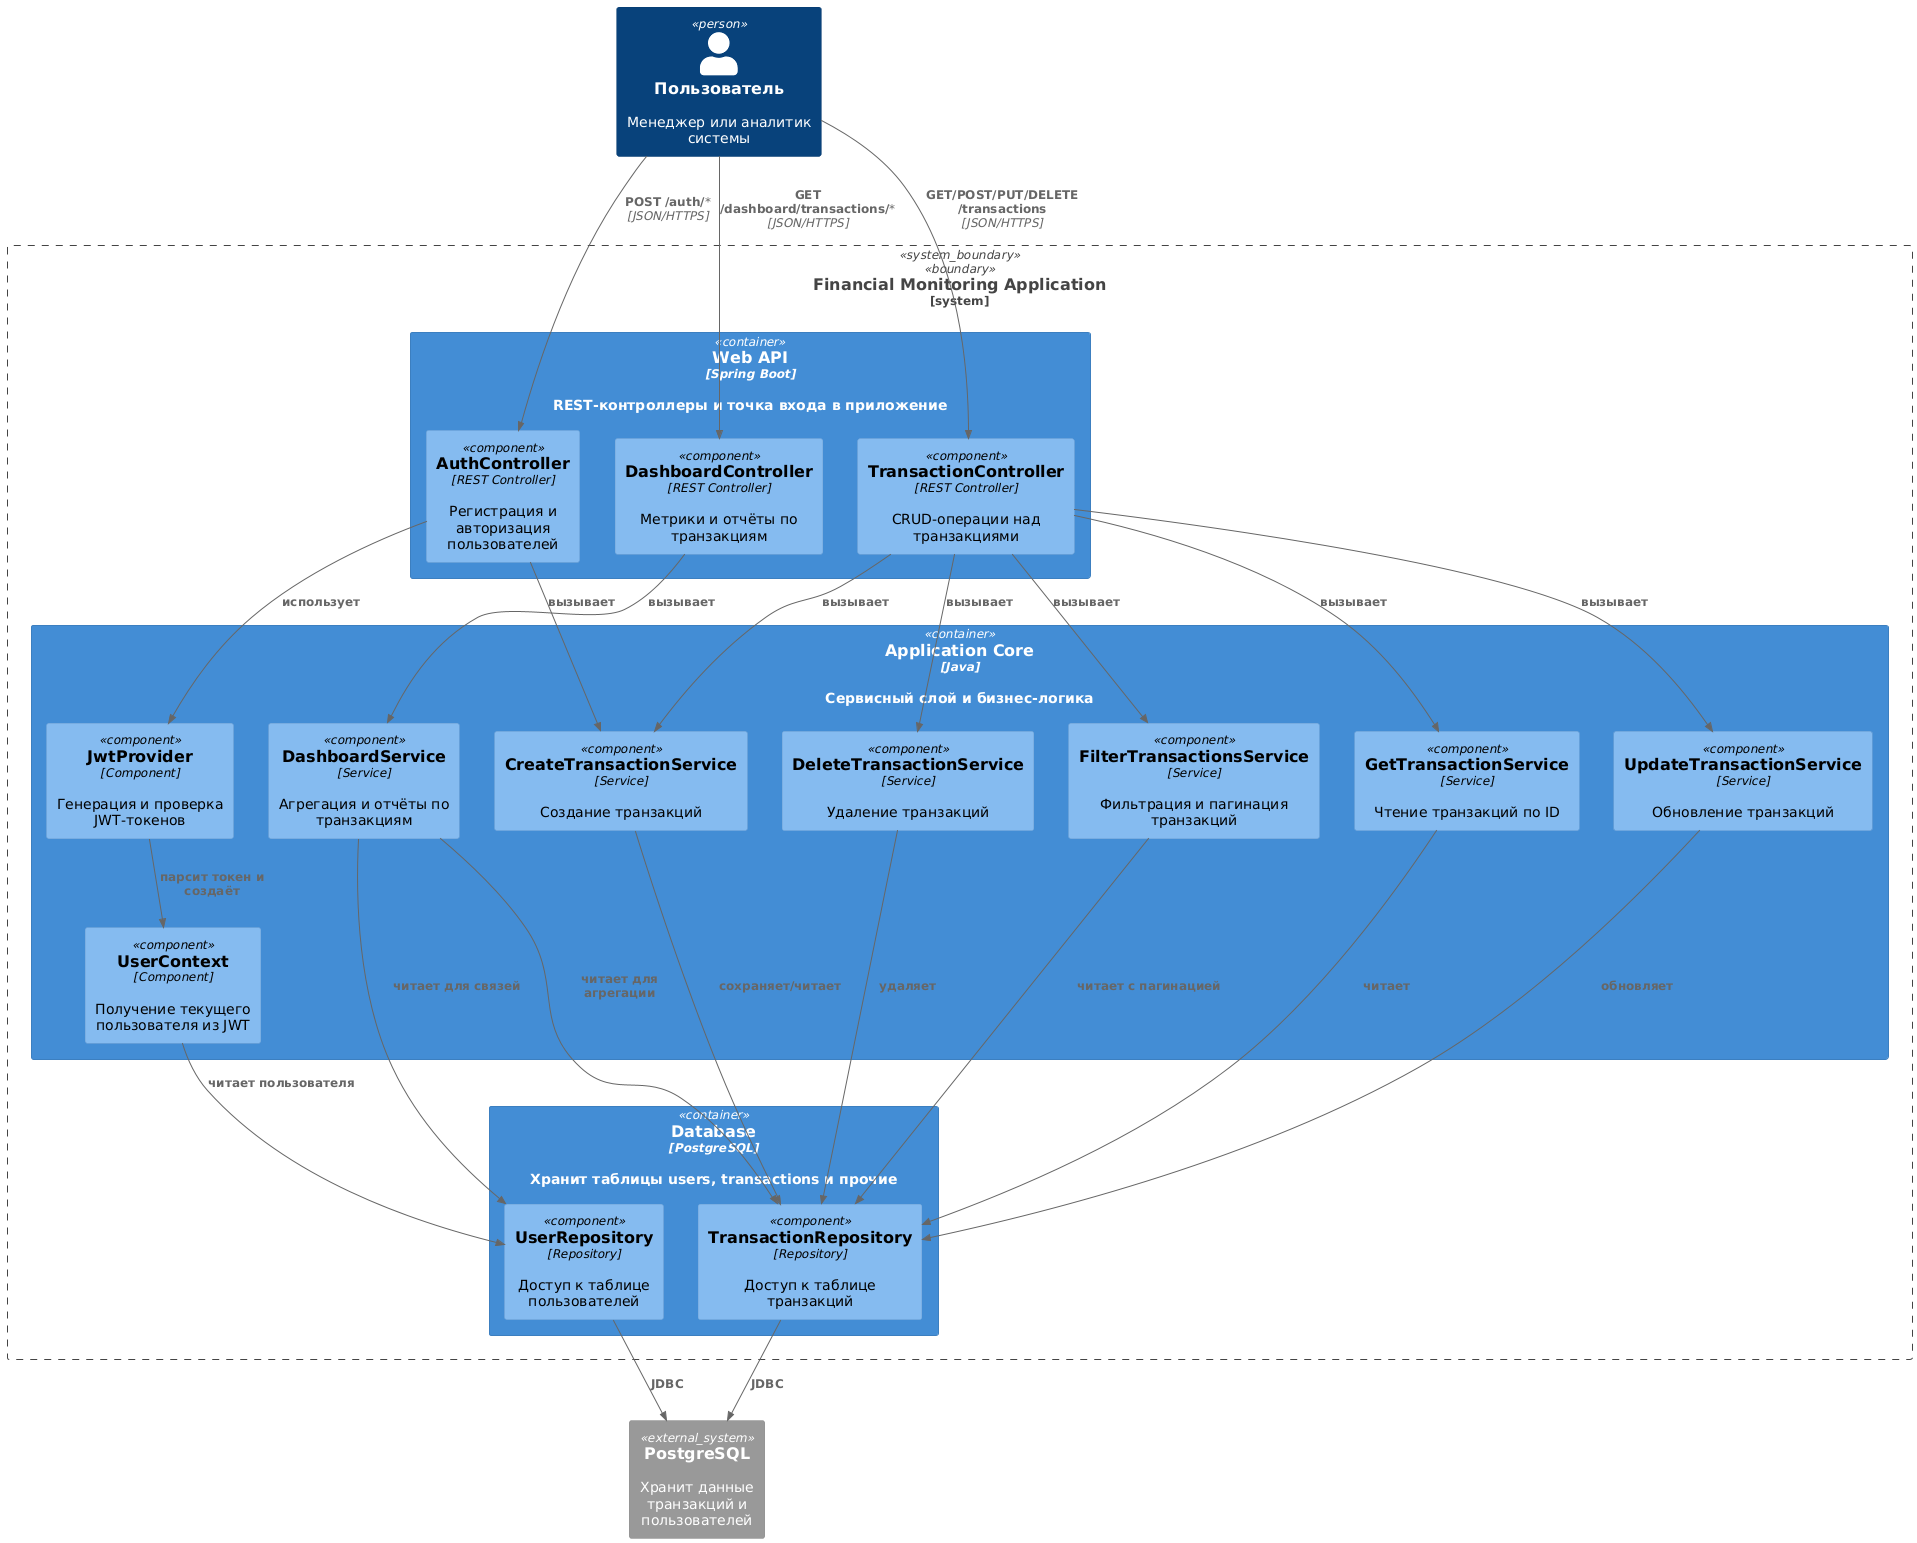 «person»
Пользователь
Менеджер или аналитик
системы
POST /auth/*
[JSON/HTTPS]
GET
/dashboard/transactions/*
[JSON/HTTPS]
GET/POST/PUT/DELETE
/transactions
[JSON/HTTPS]
«system_boundary»
«boundary»
Financial Monitoring Application
[system]
«container»
Web API
[Spring Boot]
REST-контроллеры и точка входа в приложение
«component»
AuthController
[REST Controller]
Регистрация и
авторизация
пользователей
«component»
DashboardController
[REST Controller]
Метрики и отчёты по
транзакциям
«component»
TransactionController
[REST Controller]
CRUD-операции над
транзакциями
использует
вызывает
вызывает
вызывает
вызывает
вызывает
вызывает
вызывает
«container»
Application Core
[Java]
Сервисный слой и бизнес-логика
«component»
JwtProvider
[Component]
Генерация и проверка
JWT-токенов
«component»
DashboardService
[Service]
Агрегация и отчёты по
транзакциям
«component»
CreateTransactionService
[Service]
Создание транзакций
«component»
DeleteTransactionService
[Service]
Удаление транзакций
«component»
FilterTransactionsService
[Service]
Фильтрация и пагинация
транзакций
«component»
GetTransactionService
[Service]
Чтение транзакций по ID
«component»
UpdateTransactionService
[Service]
Обновление транзакций
парсит токен и
создаёт
«component»
UserContext
[Component]
Получение текущего
пользователя из JWT
читает для связей
читает для
агрегации
сохраняет/читает
удаляет
читает с пагинацией
читает
обновляет
читает пользователя
«container»
Database
[PostgreSQL]
Хранит таблицы users, transactions и прочие
«component»
UserRepository
[Repository]
Доступ к таблице
пользователей
«component»
TransactionRepository
[Repository]
Доступ к таблице
транзакций
JDBC
JDBC
«external_system»
PostgreSQL
Хранит данные
транзакций и
пользователей